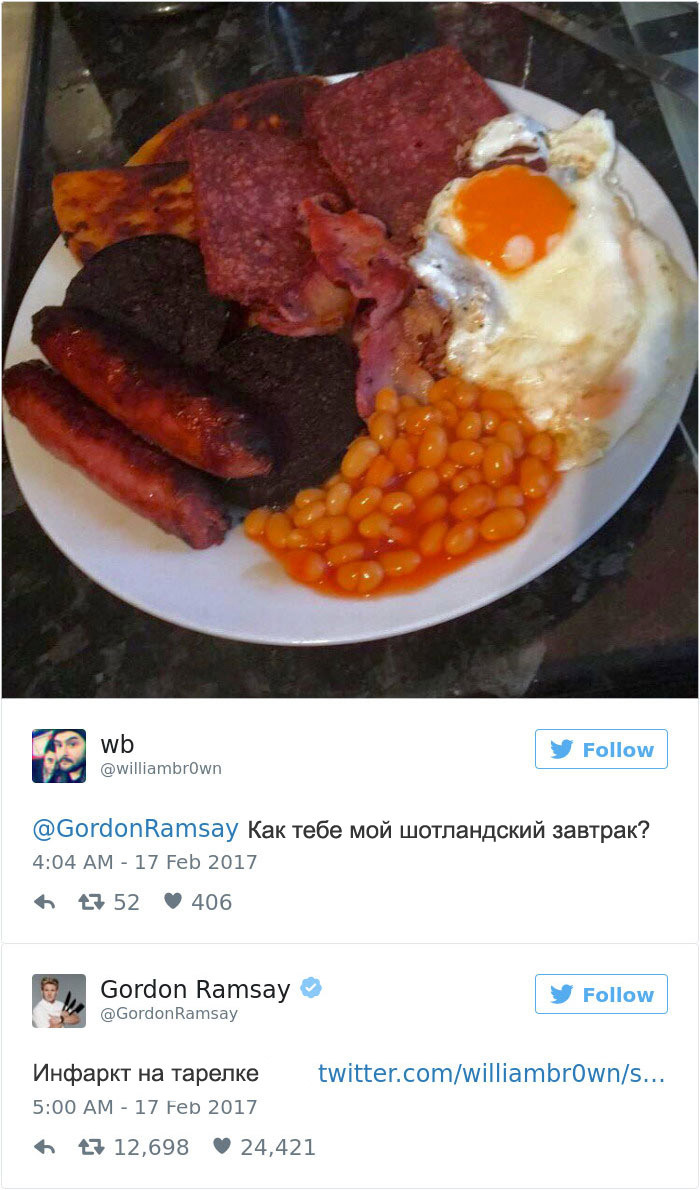 wb
@williambr0wn
Follow
@GordonRamsay Как тебе мой шотландский завтрак?
4:04 AM - 17 Feb 2017
52 406
Gordon Ramsay
@GordonRamsay
Follow
Инфаркт на тарелке twitter.com/williambr0wn/s...
5:00 AM - 17 Feb 2017
12,698 24,421